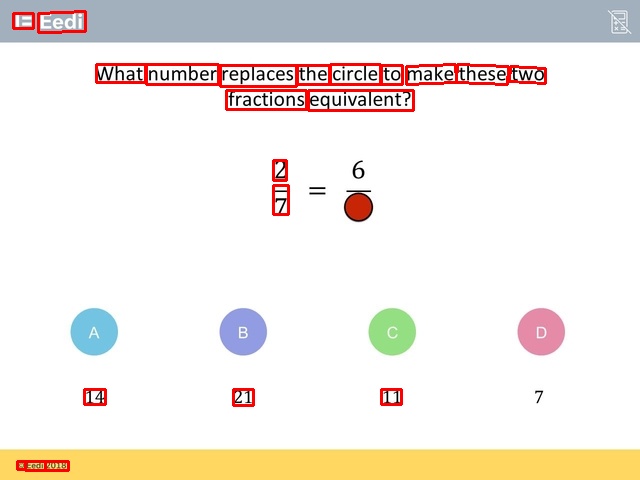 Eedi
What number replaces the circle to make these two
fractions equivalent?
2/7 = 6/
A B C D
14 21 11 7
© Eedi 2018